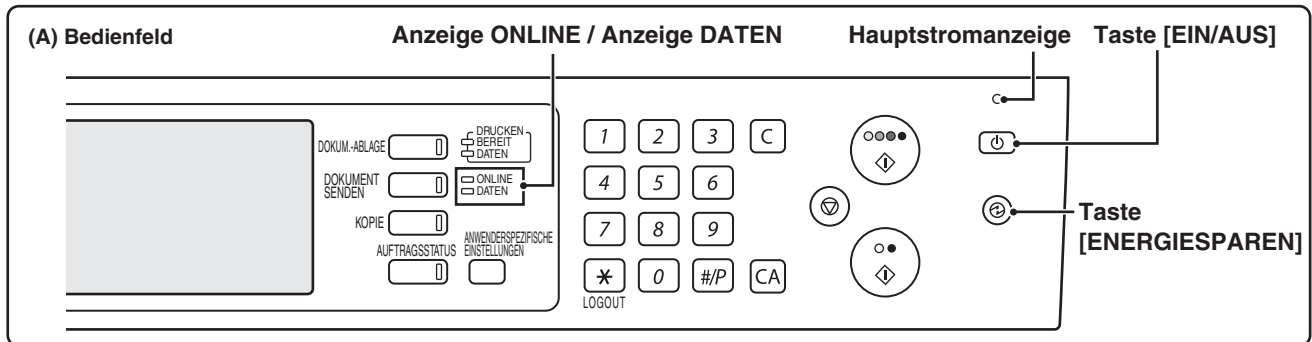 (A) Bedienfeld
Anzeige ONLINE / Anzeige DATEN
Hauptstromanzeige
Taste [EIN/AUS]
DOKUM.-ABLAGE
DRUCKEN
BEREIT
DATEN
DOKUMENT
SENDEN
ONLINE
DATEN
KOPIE
AUFTRAGSSTATUS
ANWENDERSPEZIFISCHE
EINSTELLUNGEN
1 2 3 C
4 5 6
7 8 9
* 0 #/P CA
LOGOUT
Taste
[ENERGIESPAREN]